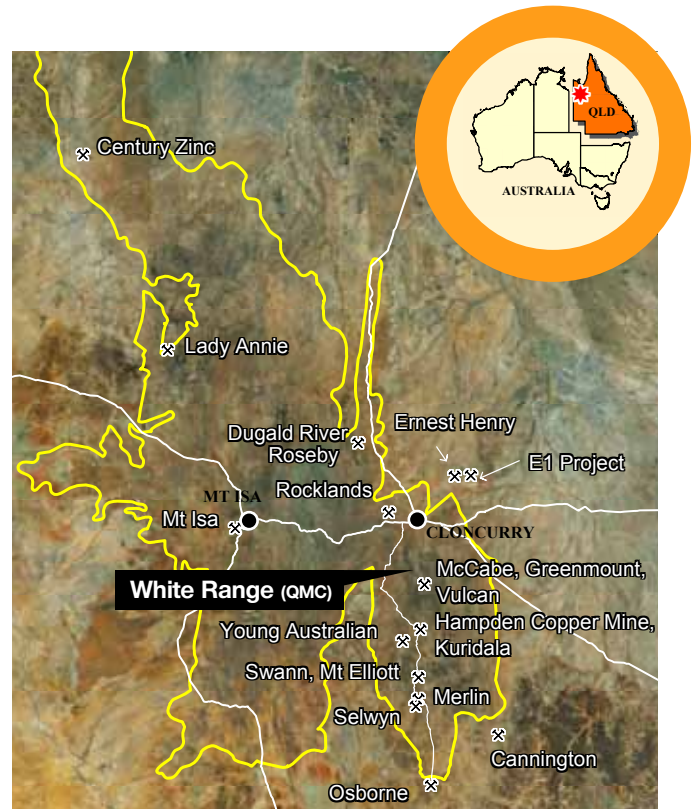 QLD
AUSTRALIA
Century Zinc
Lady Annie
Ernest Henry
Dugald River
Roseby
E1 Project
Rocklands
MT ISA
Mt Isa
CLONCURRY
White Range (QMC)
McCabe, Greenmount,
Vulcan
Young Australian
Hampden Copper Mine,
Kuridala
Swann, Mt Elliott
Merlin
Selwyn
Cannington
Osborne